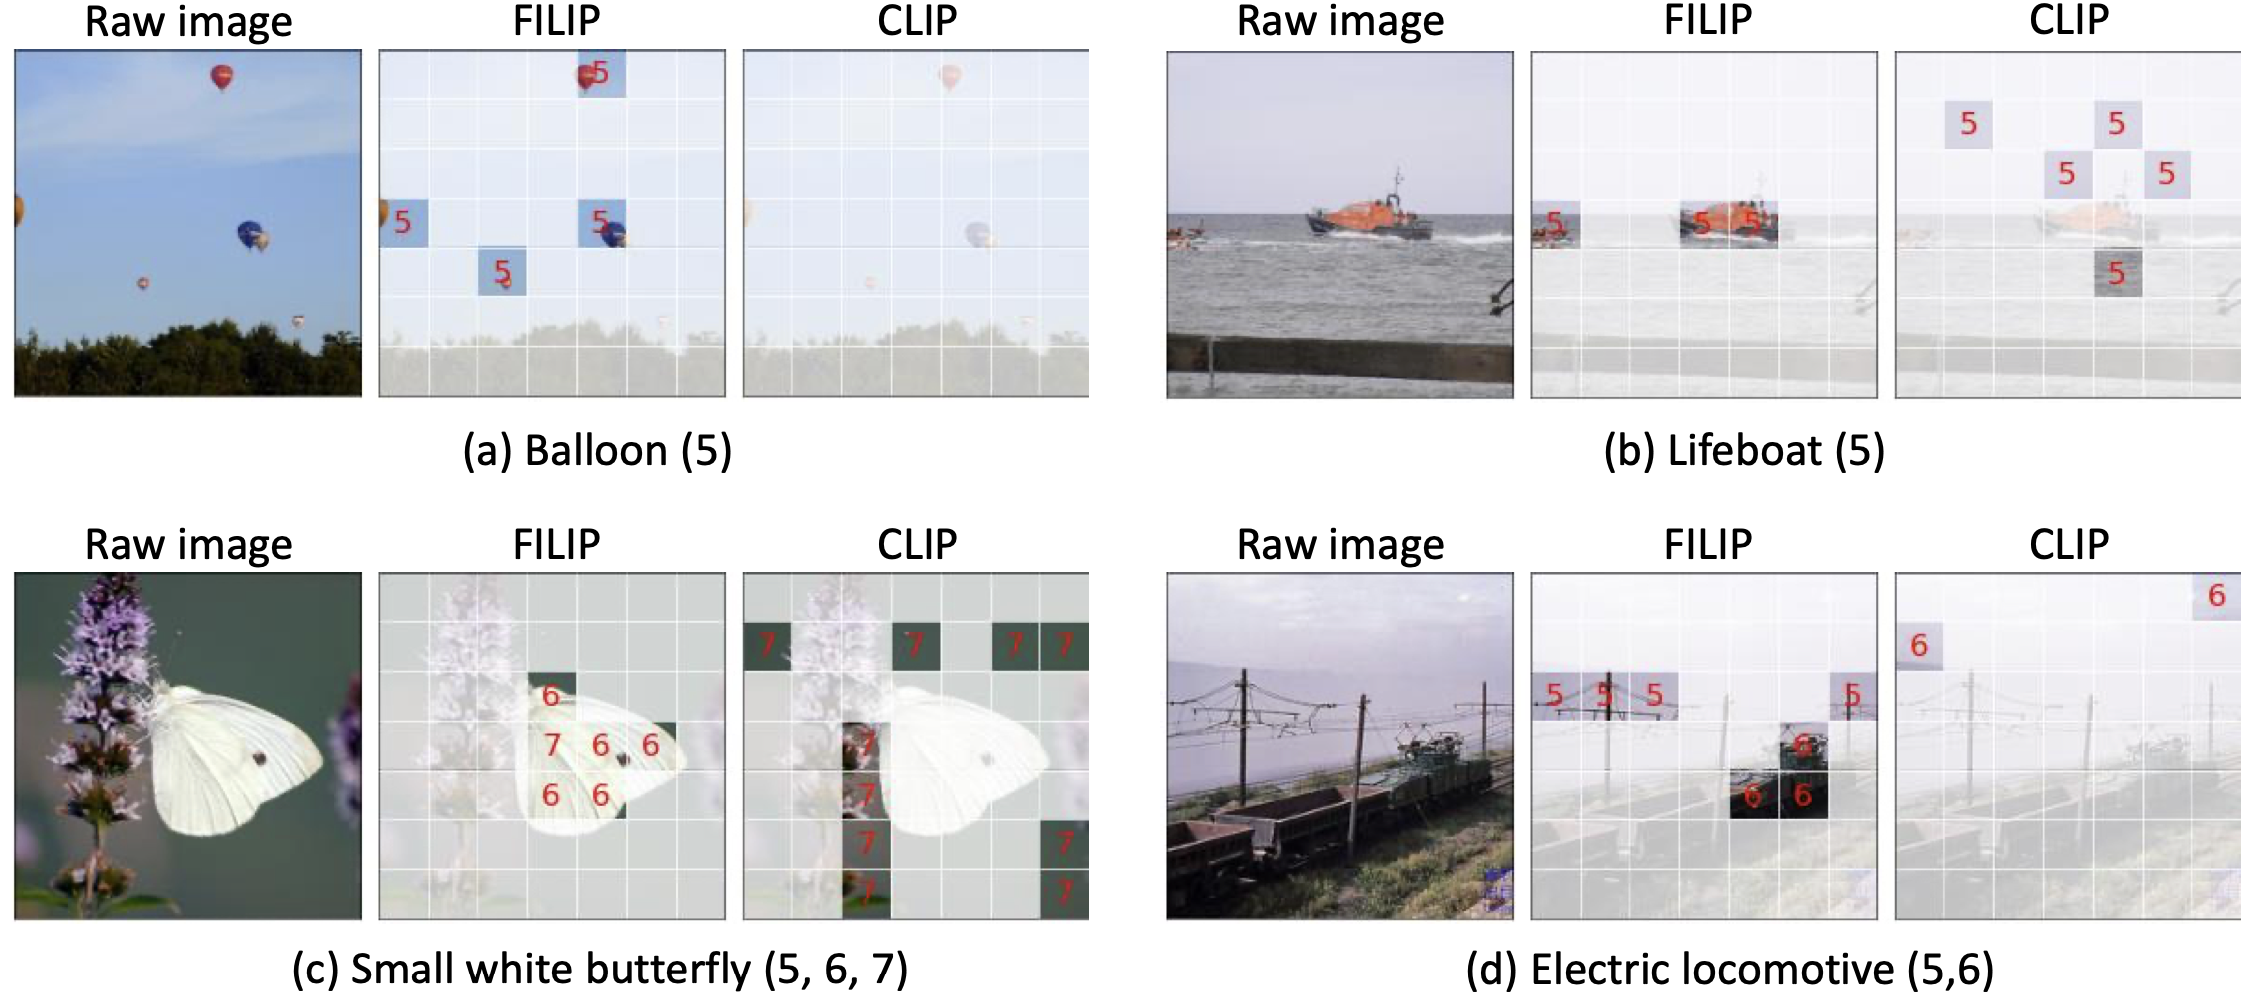 Raw image FILIP CLIP
5
5 5
5
(a) Balloon (5)
Raw image FILIP CLIP
5 5
5 5
5 5 5
5
(b) Lifeboat (5)
Raw image FILIP CLIP
7 7 7 7
6
7 6 6 7
6 6 7
7 7
7 7
(c) Small white butterfly (5, 6, 7)
Raw image FILIP CLIP
6
6
5 5 5 5
6
6 6
(d) Electric locomotive (5,6)